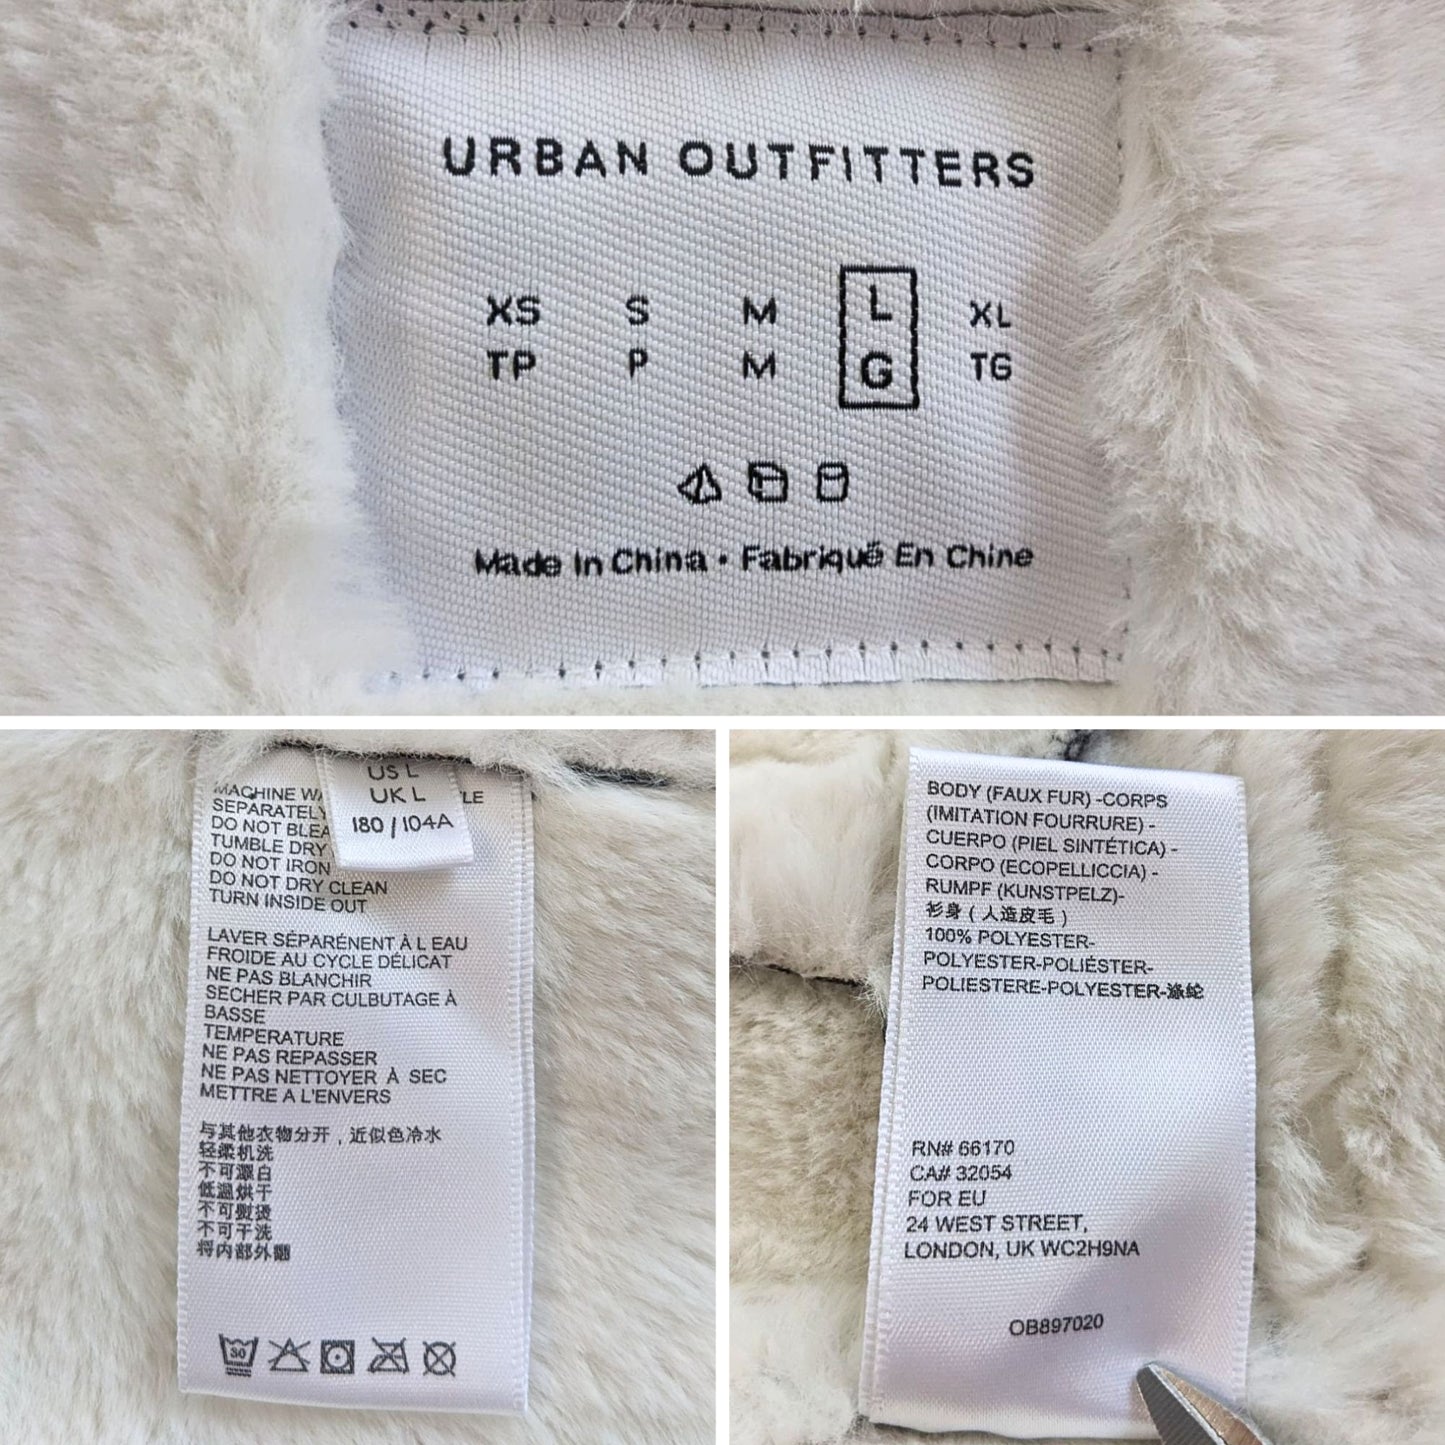 URBAN OUTFITTERS
XS S M L XL
TP P M G TG
Made In China • Fabriqué En Chine
US L
UK L
180 / 104A
MACHINE LE
SEPARATELY
DO NOT
TUMBLE DRY
DO NOT IRON
DO NOT DRY CLEAN
TURN INSIDE OUT
LAVER SÉPARÉNENT À L EAU
FROIDE AU CYCLE DÉLICAT
NE PAS BLANCHIR
SECHER PAR CULBUTAGE À
BASSE
TEMPERATURE
NE PAS REPASSER
NE PAS NETTOYER À SEC
METTRE A L'ENVERS
与其他衣物分开，近似色冷水
轻柔机洗
不可漂白
低温烘干
不可熨烫
不可干洗
将内部外翻
30
BODY (FAUX FUR) -CORPS
(IMITATION FOURRURE) -
CUERPO (PIEL SINTÉTICA) -
CORPO (ECOPELLICCIA) -
RUMPF (KUNSTPELZ)-
衫身 ( 人造皮毛 )
100% POLYESTER-
POLYESTER-POLIÉSTER-
POLIESTERE-POLYESTER-涤纶
RN# 66170
CA# 32054
FOR EU
24 WEST STREET,
LONDON, UK WC2H9NA
OB897020